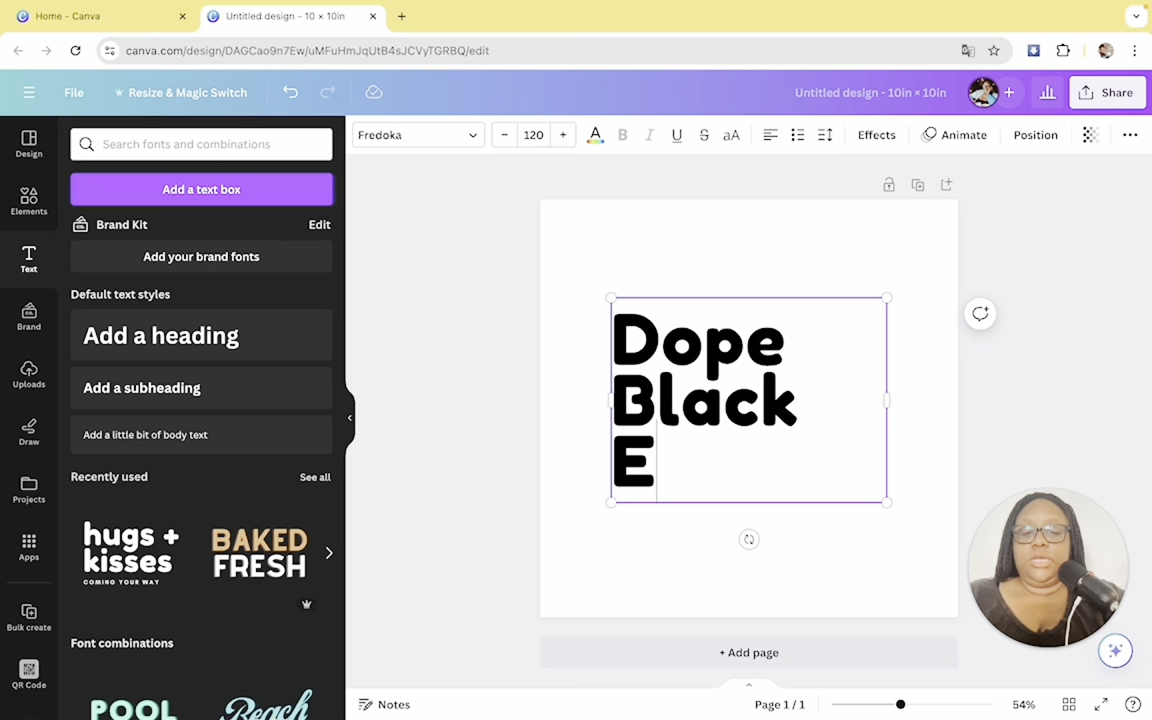 Home - Canva
Untitled design - 10 × 10in
canva.com/design/DAGCao9n7Ew/uMFuHmJqUtB4sJCVyTGRBQ/edit
File
Resize & Magic Switch
Untitled design - 10in × 10in
Share
Design
Elements
Text
Brand
Uploads
Draw
Projects
Apps
Bulk create
QR Code
Search fonts and combinations
Add a text box
Brand Kit
Edit
Add your brand fonts
Default text styles
Add a heading
Add a subheading
Add a little bit of body text
Recently used
See all
hugs +
kisses
COMING YOUR WAY
BAKED
FRESH
Font combinations
POOL
Beach
Fredoka
– 120 +
A B I U S aA
Effects
Animate
Position
Dope
Black
E
+ Add page
Notes
Page 1 / 1
54%